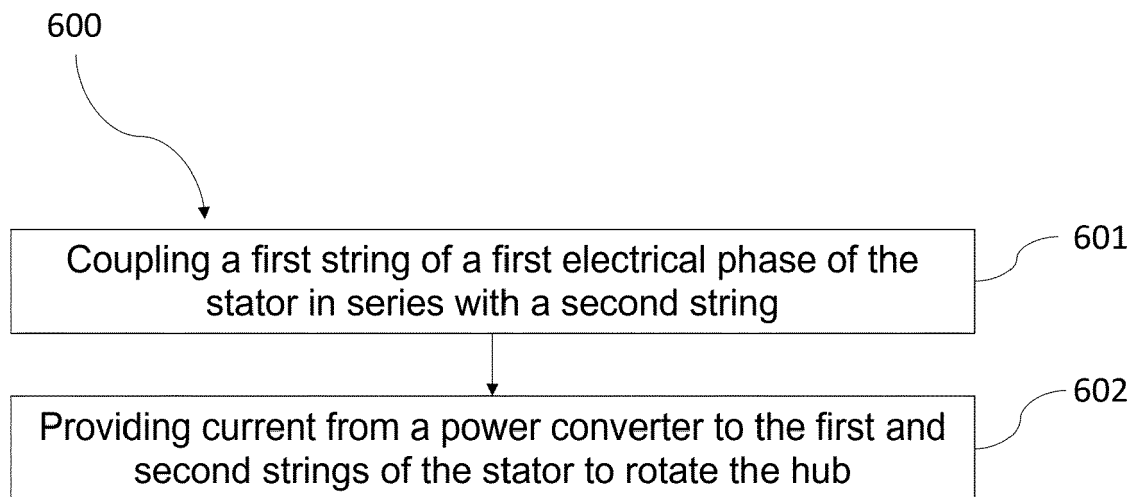 600
Coupling a first string of a first electrical phase of the
stator in series with a second string
601
Providing current from a power converter to the first and
second strings of the stator to rotate the hub
602